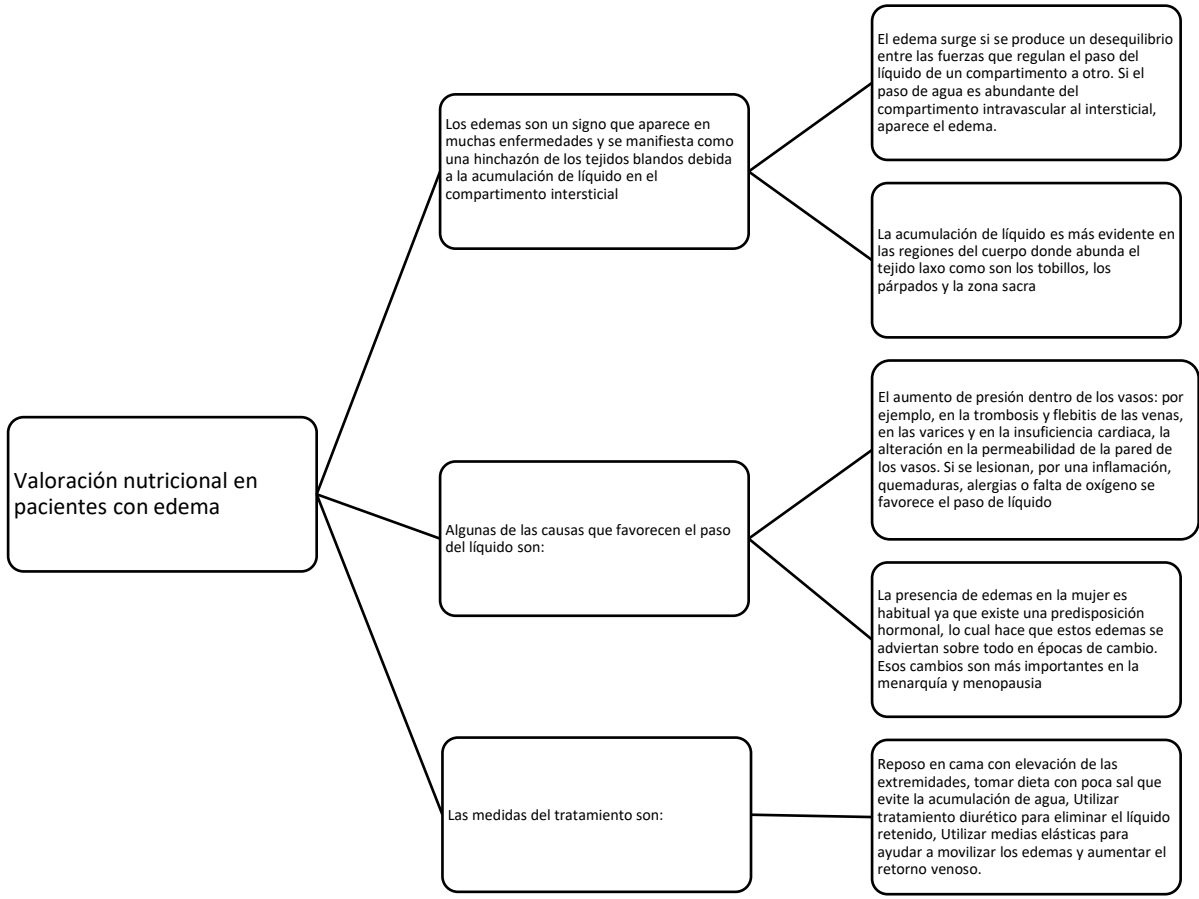 Valoración nutricional en
pacientes con edema
Los edemas son un signo que aparece en
muchas enfermedades y se manifiesta como
una hinchazón de los tejidos blandos debida
a la acumulación de líquido en el
compartimento intersticial
El edema surge si se produce un desequilibrio
entre las fuerzas que regulan el paso del
líquido de un compartimento a otro. Si el
paso de agua es abundante del
compartimento intravascular al intersticial,
aparece el edema.
La acumulación de líquido es más evidente en
las regiones del cuerpo donde abunda el
tejido laxo como son los tobillos, los
párpados y la zona sacra
Algunas de las causas que favorecen el paso
del líquido son:
El aumento de presión dentro de los vasos: por
ejemplo, en la trombosis y flebitis de las venas,
en las varices y en la insuficiencia cardiaca, la
alteración en la permeabilidad de la pared de
los vasos. Si se lesionan, por una inflamación,
quemaduras, alergias o falta de oxígeno se
favorece el paso de líquido
La presencia de edemas en la mujer es
habitual ya que existe una predisposición
hormonal, lo cual hace que estos edemas se
adviertan sobre todo en épocas de cambio.
Esos cambios son más importantes en la
menarquía y menopausia
Las medidas del tratamiento son:
Reposo en cama con elevación de las
extremidades, tomar dieta con poca sal que
evite la acumulación de agua, Utilizar
tratamiento diurético para eliminar el líquido
retenido, Utilizar medias elásticas para
ayudar a movilizar los edemas y aumentar el
retorno venoso.